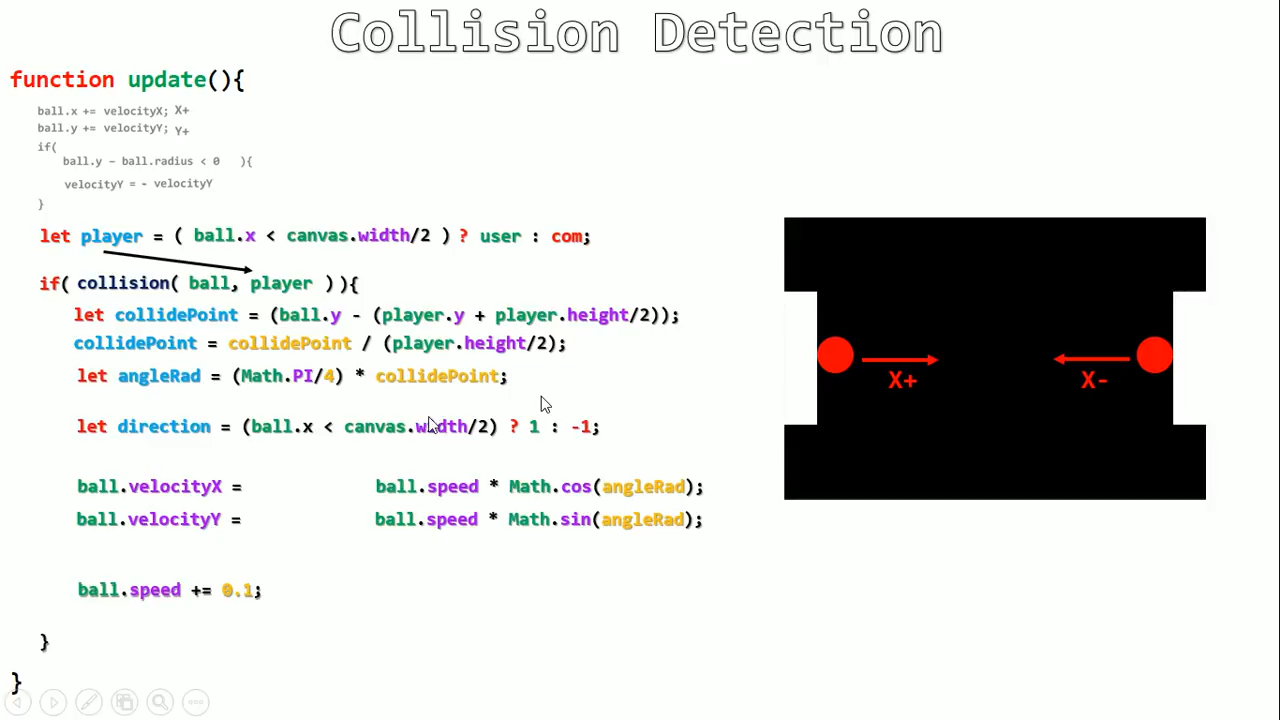 Collision Detection
function update(){
ball.x += velocityX; X+
ball.y += velocityY; Y+
if(
ball.y - ball.radius < 0 ){
velocityY = - velocityY
}
let player = ( ball.x < canvas.width/2 ) ? user : com;
if( collision( ball, player ) ){
let collidePoint = (ball.y - (player.y + player.height/2));
collidePoint = collidePoint / (player.height/2);
let angleRad = (Math.PI/4) * collidePoint;
let direction = (ball.x < canvas.width/2) ? 1 : -1;
ball.velocityX = ball.speed * Math.cos(angleRad);
ball.velocityY = ball.speed * Math.sin(angleRad);
ball.speed += 0.1;
}
}
X+
X-